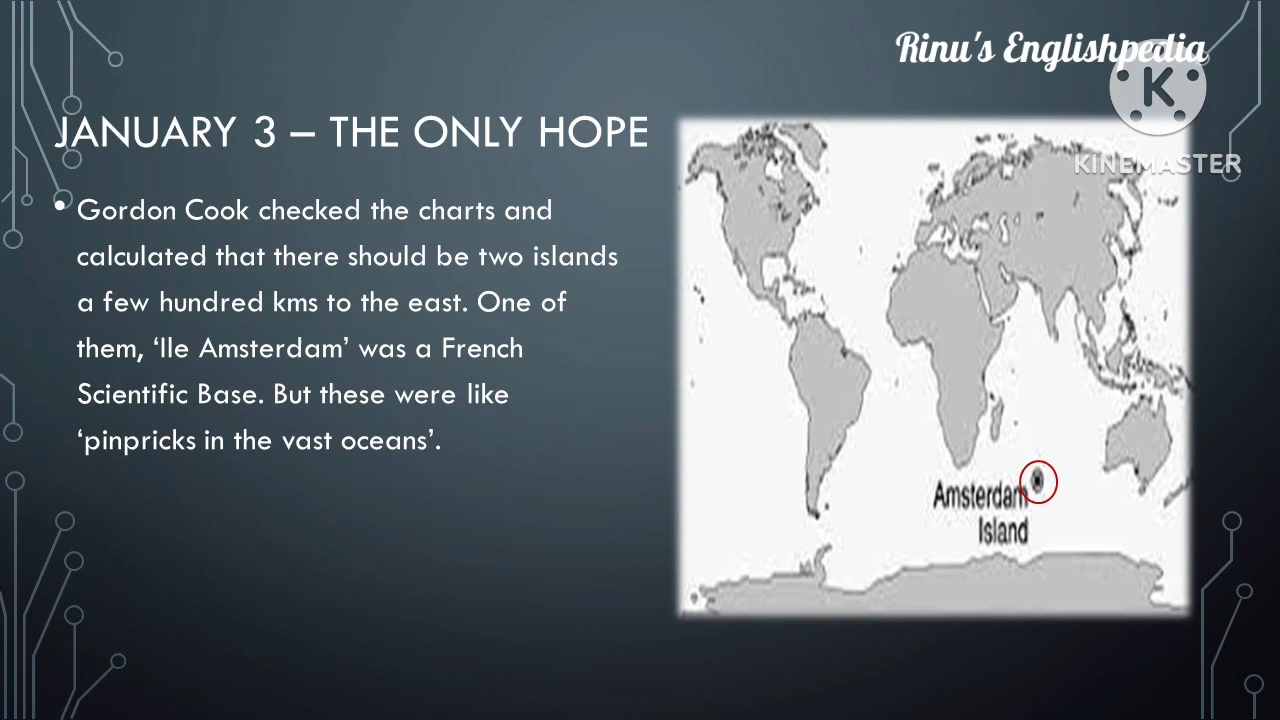 Rinu's Englishpedia
KINEMASTER
JANUARY 3 – THE ONLY HOPE
• Gordon Cook checked the charts and
calculated that there should be two islands
a few hundred kms to the east. One of
them, ‘Ile Amsterdam’ was a French
Scientific Base. But these were like
‘pinpricks in the vast oceans’.
Amsterdam
Island